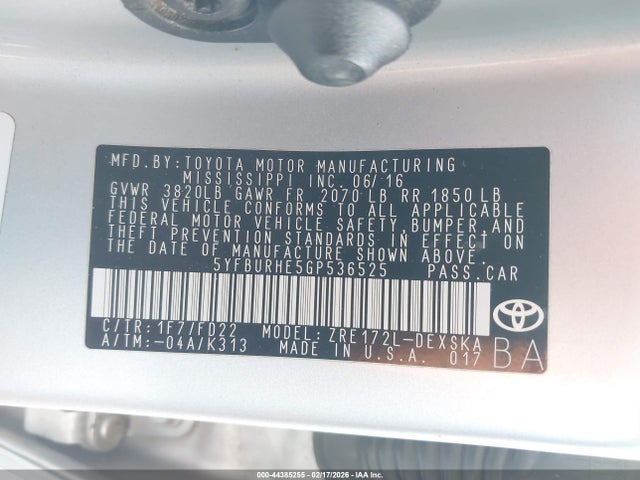 MFD.BY:TOYOTA MOTOR MANUFACTURING
MISSISSIPPI INC. 06/16
GVWR 3820LB GAWR FR 2070 LB RR 1850 LB
THIS VEHICLE CONFORMS TO ALL APPLICABLE
FEDERAL MOTOR VEHICLE SAFETY,BUMPER,AND
THEFT PREVENTION STANDARDS IN EFFECT ON
THE DATE OF MANUFACTURE SHOWN ABOVE.
5YFBURHE5GP536525 PASS.CAR
C/TR:1F7/FD22 MODEL:ZRE172L-DEXSKA
A/TM:-04A/K313 MADE IN U.S.A. 017 BA
000-44385255 - 02/17/2026 - IAA Inc.